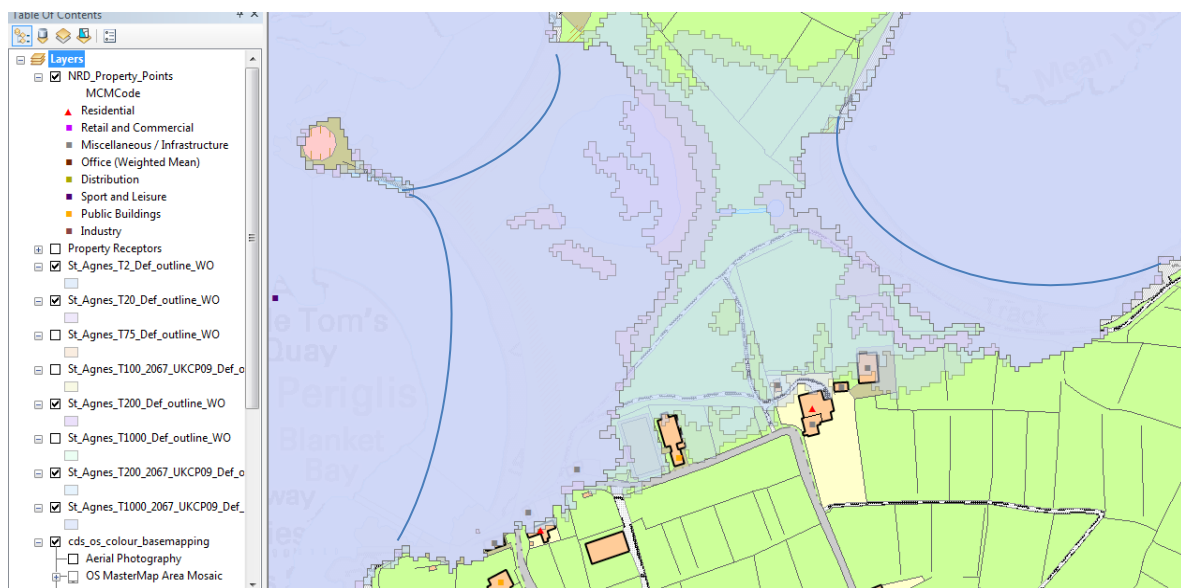 Table Of Contents
Layers
NRD_Property_Points
MCMCode
Residential
Retail and Commercial
Miscellaneous / Infrastructure
Office (Weighted Mean)
Distribution
Sport and Leisure
Public Buildings
Industry
Property Receptors
St_Agnes_T2_Def_outline_WO
St_Agnes_T20_Def_outline_WO
St_Agnes_T75_Def_outline_WO
St_Agnes_T100_2067_UKCP09_Def_o
St_Agnes_T200_Def_outline_WO
St_Agnes_T1000_Def_outline_WO
St_Agnes_T200_2067_UKCP09_Def_o
St_Agnes_T1000_2067_UKCP09_Def_
cds_os_colour_basemapping
Aerial Photography
OS MasterMap Area Mosaic
Mean Lo
Tom's
Quay
Periglis
Blanket
Bay
way
Track